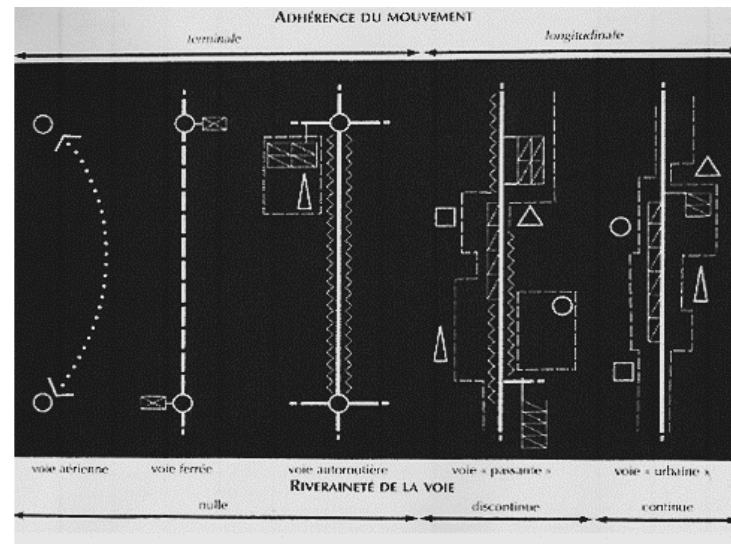 ADHÉRENCE DU MOUVEMENT
terminale longitudinale
voie aérienne voie ferrée voie autoroutière voie « passante » voie « urbaine »
RIVERAINETÉ DE LA VOIE
nulle discontinue continue